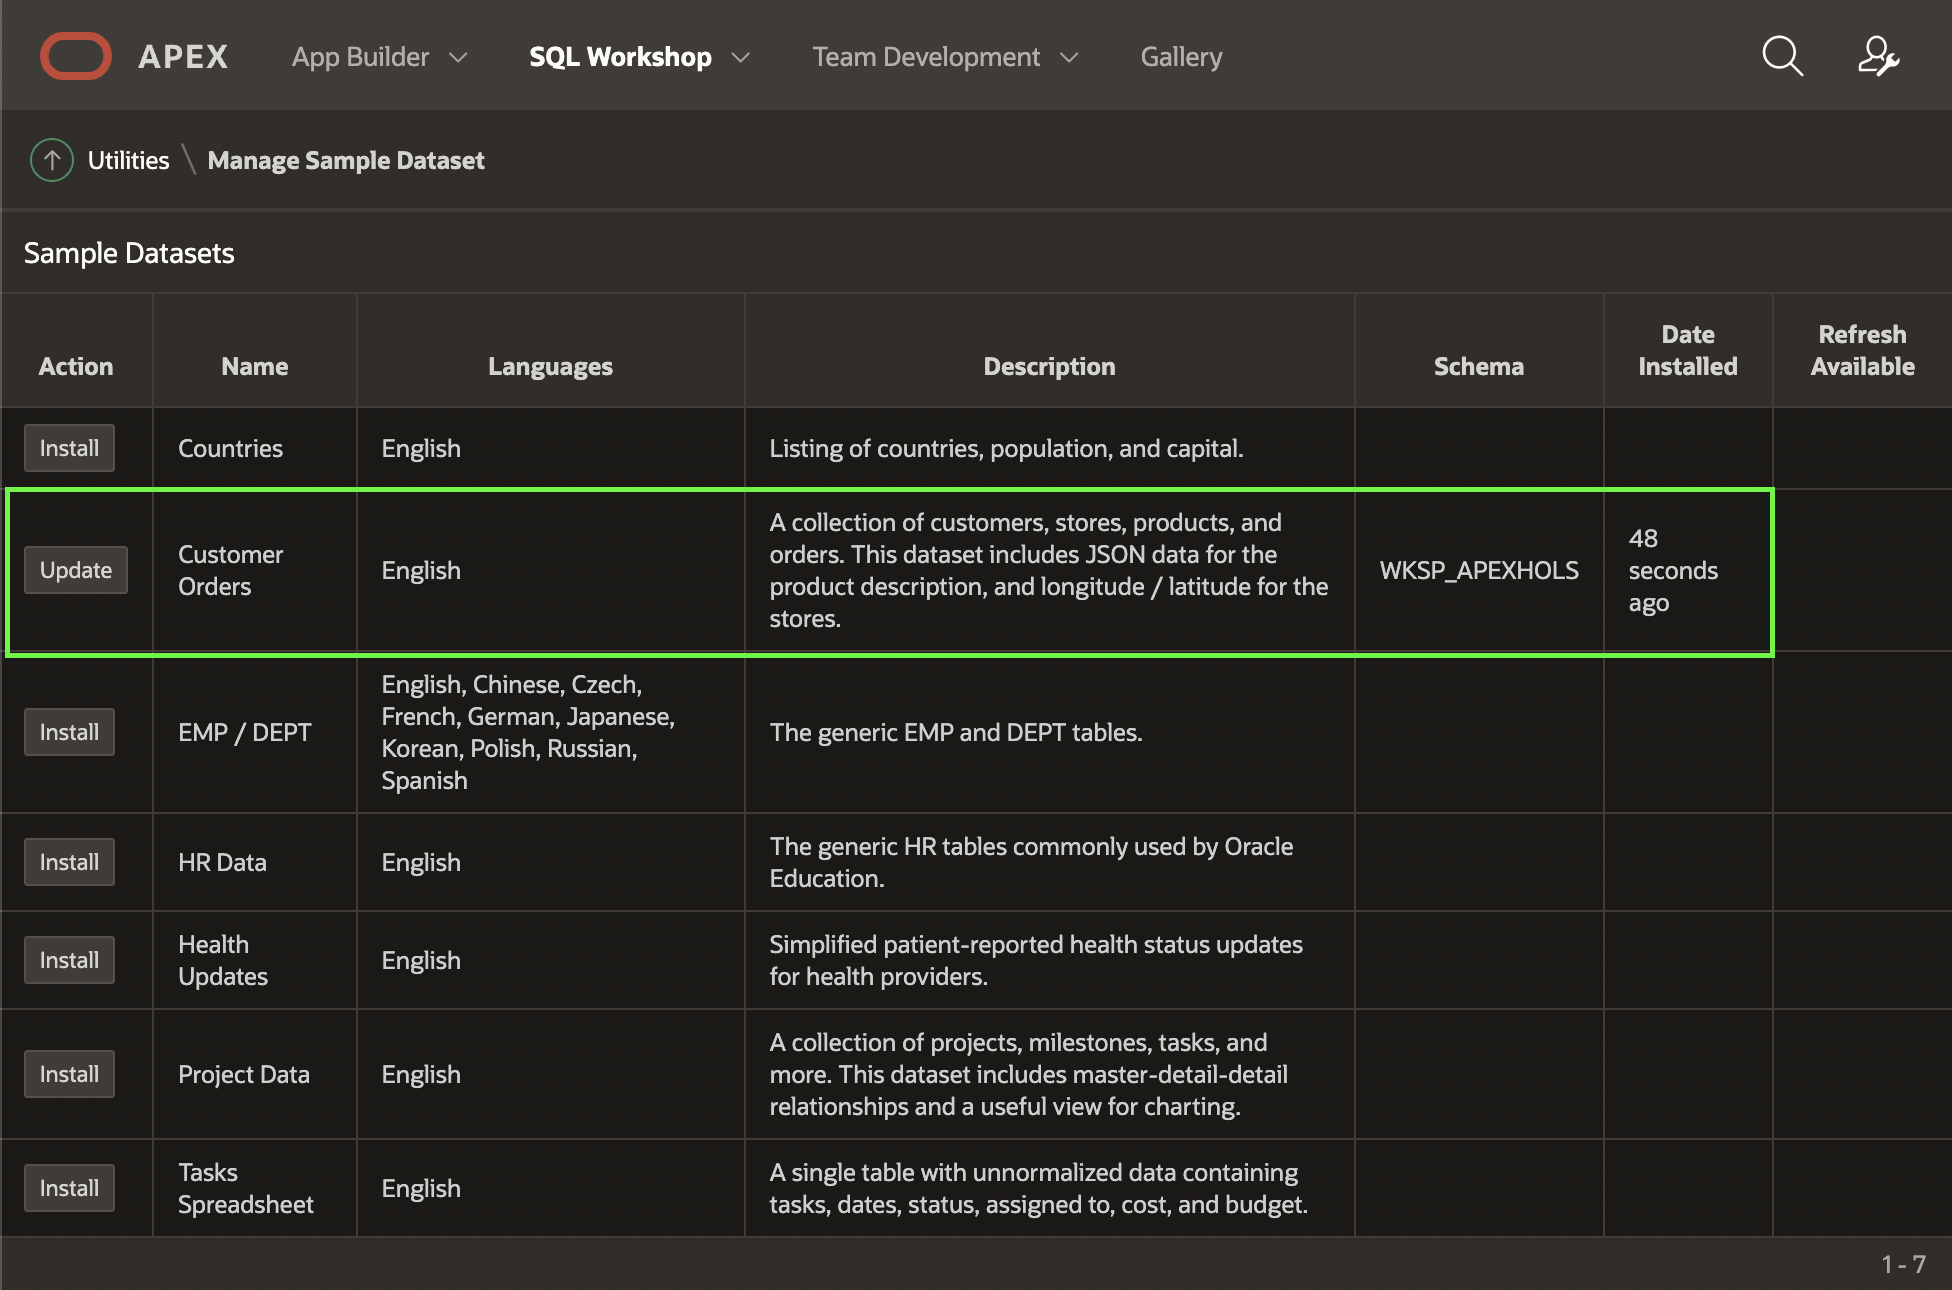 APEX App Builder SQL Workshop Team Development Gallery
Utilities \ Manage Sample Dataset
Sample Datasets
Action Name Languages Description Schema Date Installed Refresh Available
Install Countries English Listing of countries, population, and capital.
Update
Customer
Orders
English
A collection of customers, stores, products, and
orders. This dataset includes JSON data for the
product description, and longitude / latitude for the
stores.
WKSP_APEXHOLS
48
seconds
ago
Install
EMP / DEPT
English, Chinese, Czech,
French, German, Japanese,
Korean, Polish, Russian,
Spanish
The generic EMP and DEPT tables.
Install
HR Data
English
The generic HR tables commonly used by Oracle
Education.
Install
Health
Updates
English
Simplified patient-reported health status updates
for health providers.
Install
Project Data
English
A collection of projects, milestones, tasks, and
more. This dataset includes master-detail-detail
relationships and a useful view for charting.
Install
Tasks
Spreadsheet
English
A single table with unnormalized data containing
tasks, dates, status, assigned to, cost, and budget.
1 - 7